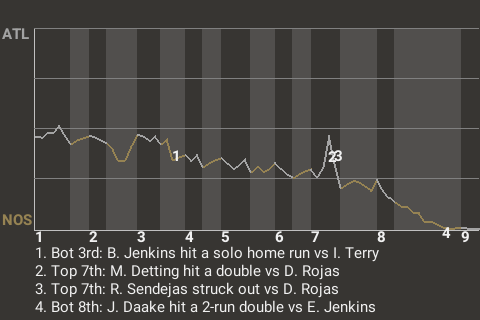 ATL
1
23
NOS
4
1 2 3 4 5 6 7 8 9
1. Bot 3rd: B. Jenkins hit a solo home run vs I. Terry
2. Top 7th: M. Detting hit a double vs D. Rojas
3. Top 7th: R. Sendejas struck out vs D. Rojas
4. Bot 8th: J. Daake hit a 2-run double vs E. Jenkins